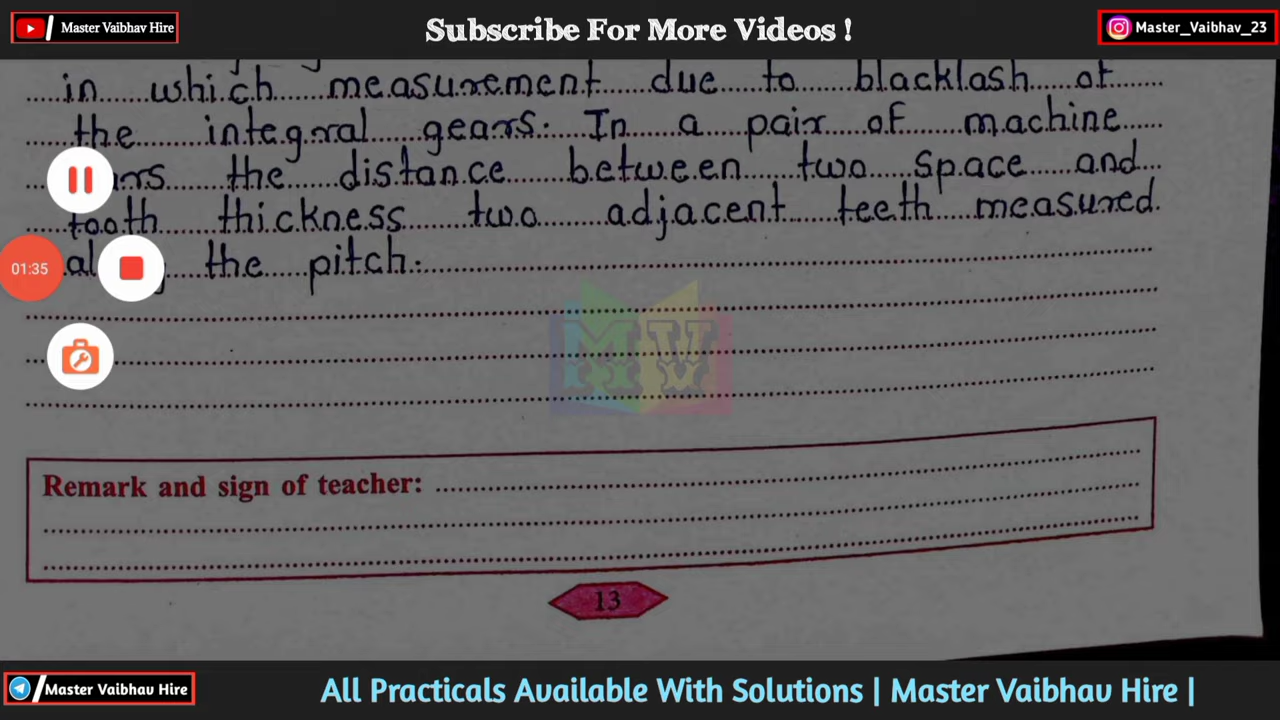 Master Vaibhav Hire
Subscribe For More Videos !
Master_Vaibhav_23
in which measurement due to blacklash of
the integral gears. In a pair of machine
the distance between two space and
tooth thickness two adjacent teeth measured
the pitch.
01:35
Remark and sign of teacher:
13
Master Vaibhav Hire
All Practicals Available With Solutions | Master Vaibhav Hire |